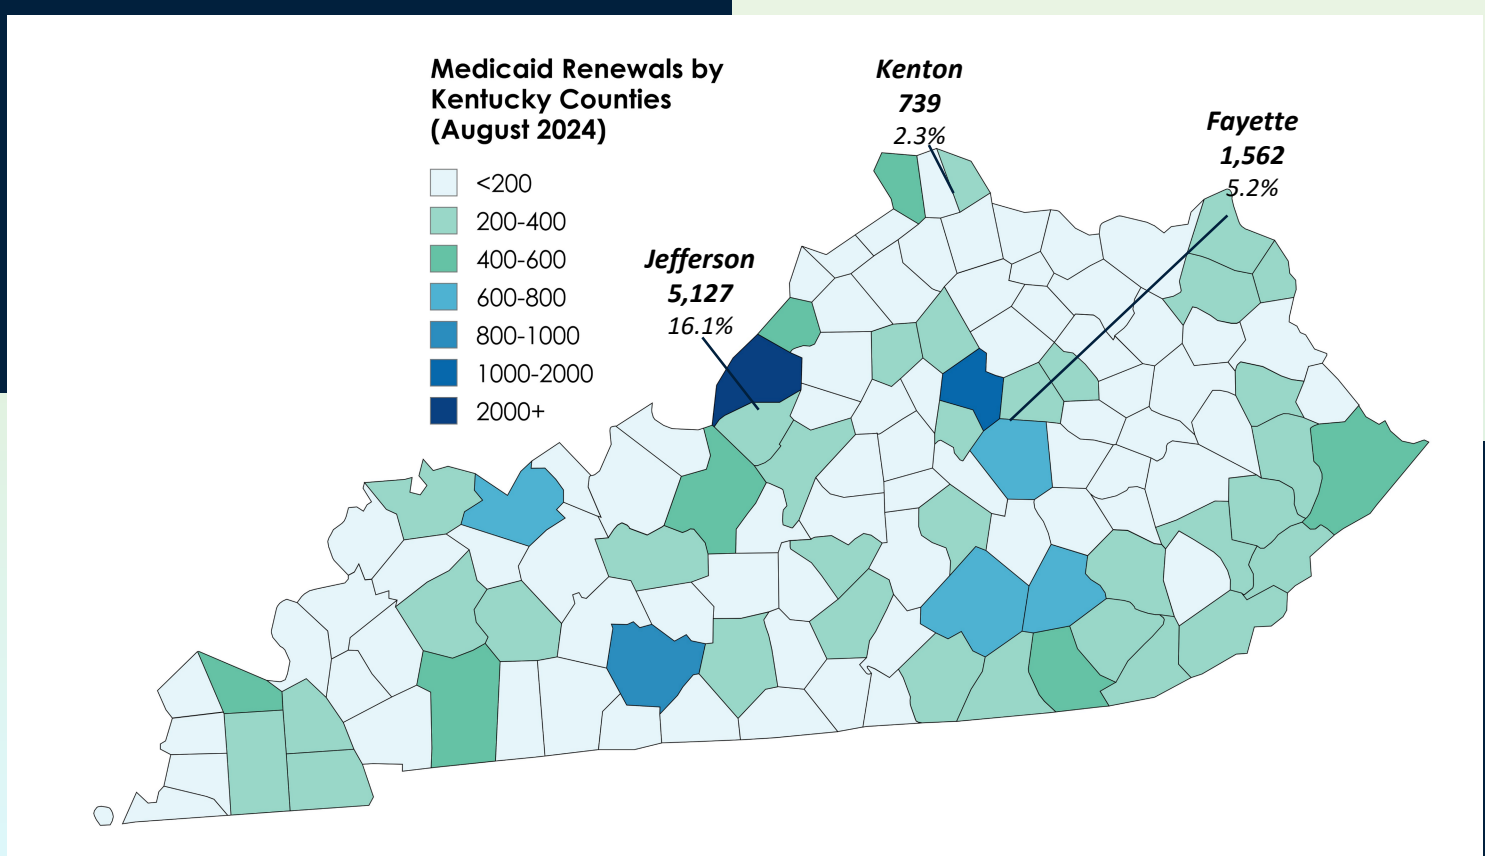 Medicaid Renewals by
Kentucky Counties
(August 2024)
<200
200-400
400-600
600-800
800-1000
1000-2000
2000+
Jefferson
5,127
16.1%
Kenton
739
2.3%
Fayette
1,562
5.2%